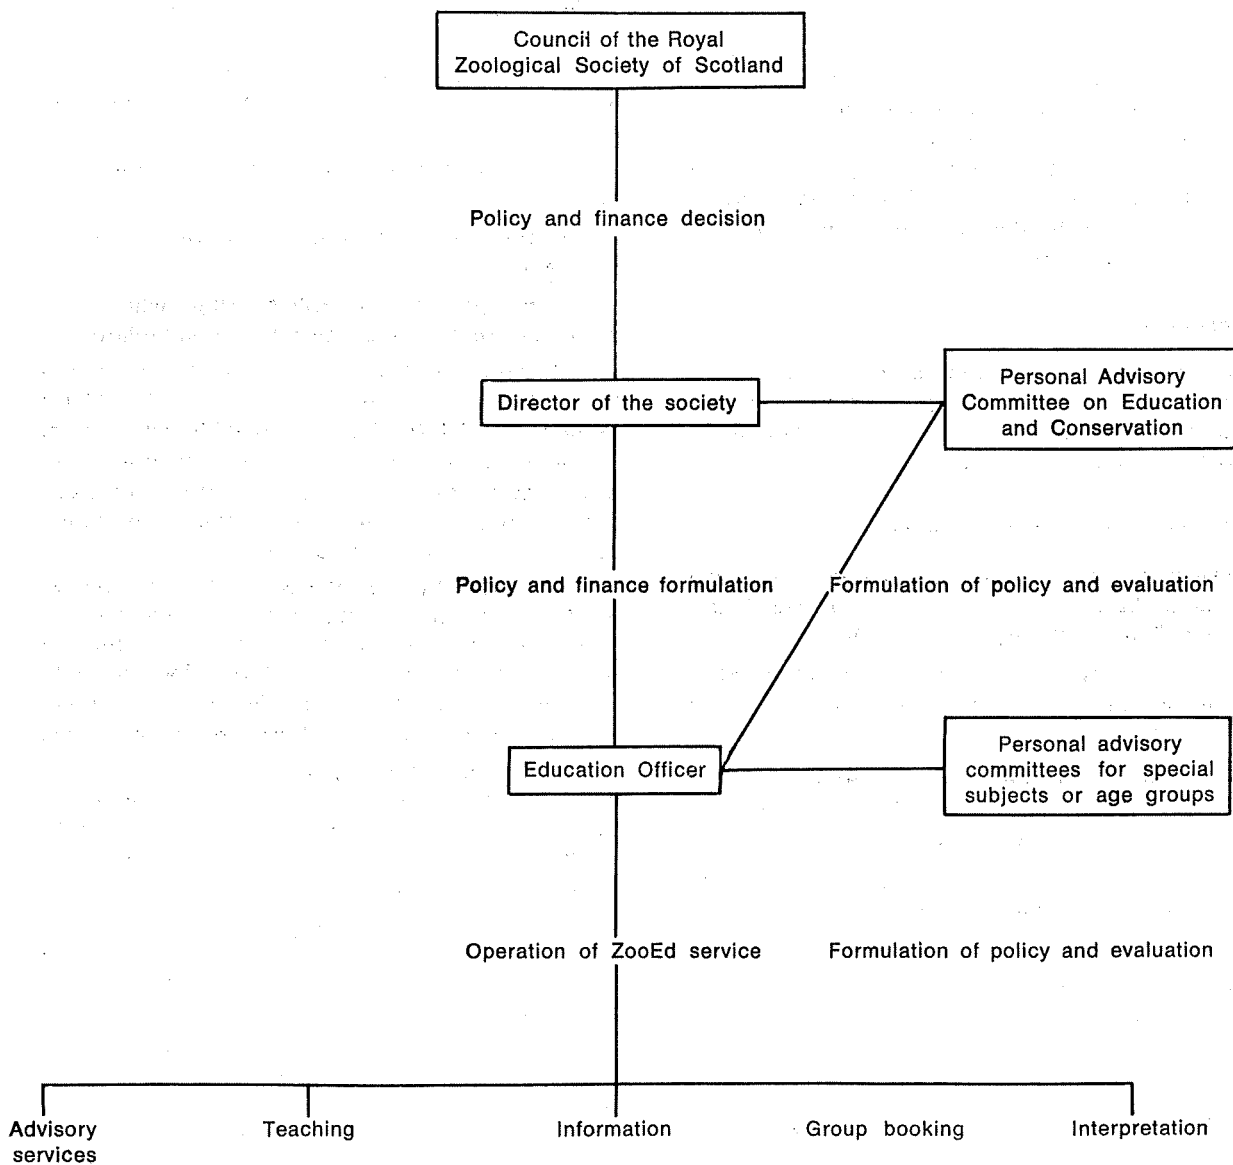 Council of the Royal
Zoological Society of Scotland
Policy and finance decision
Director of the society
Personal Advisory
Committee on Education
and Conservation
Policy and finance formulation
Formulation of policy and evaluation
Education Officer
Personal advisory
committees for special
subjects or age groups
Operation of ZooEd service
Formulation of policy and evaluation
Advisory
services
Teaching
Information
Group booking
Interpretation